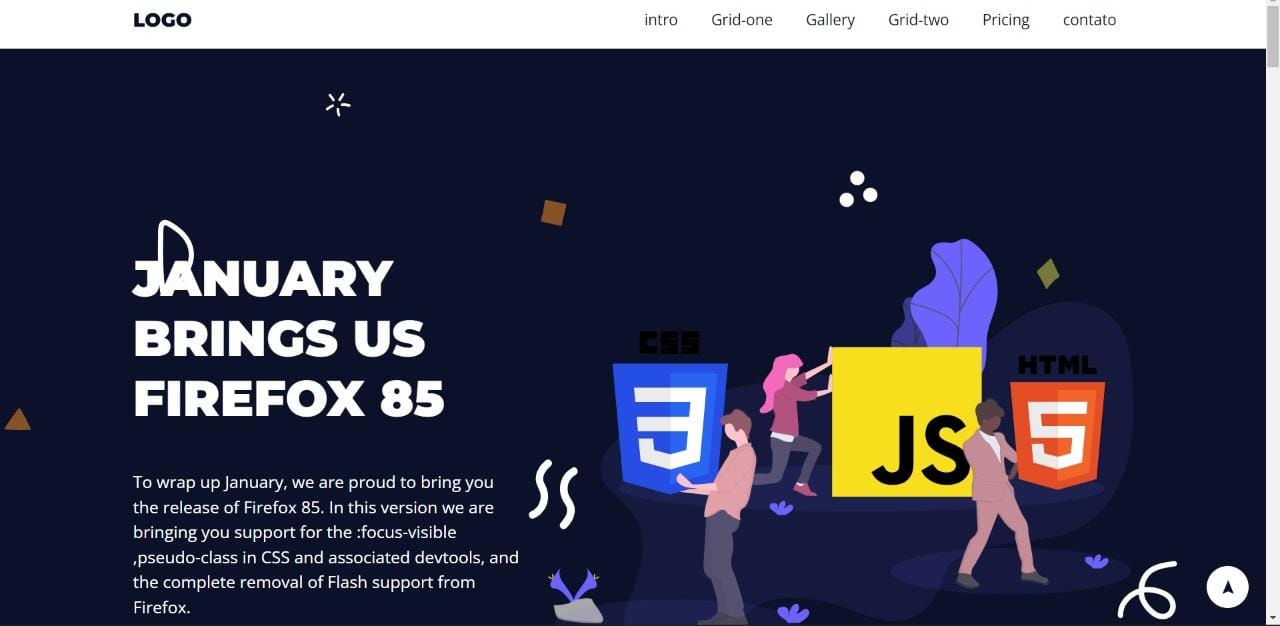 LOGO
intro Grid-one Gallery Grid-two Pricing contato
JANUARY
BRINGS US
FIREFOX 85
To wrap up January, we are proud to bring you
the release of Firefox 85. In this version we are
bringing you support for the :focus-visible
,pseudo-class in CSS and associated devtools, and
the complete removal of Flash support from
Firefox.
CSS
3
JS
HTML
5